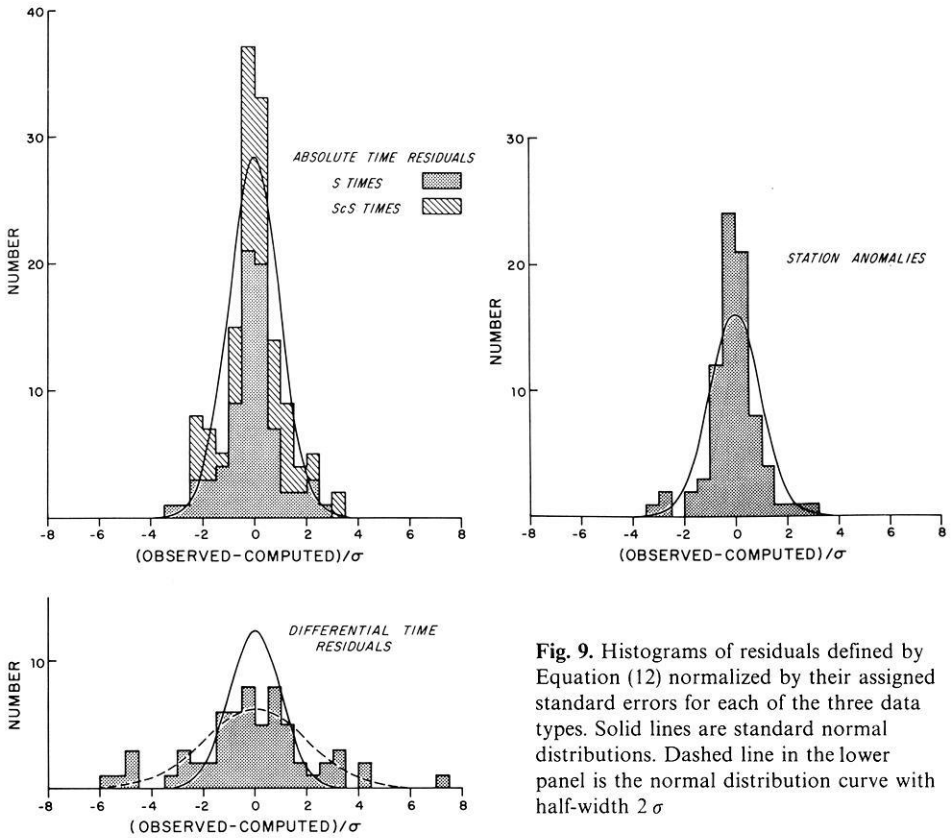 40
30
20
10
NUMBER
ABSOLUTE TIME RESIDUALS
S TIMES
ScS TIMES
-8 -6 -4 -2 0 2 4 6 8
(OBSERVED-COMPUTED)/σ
30
20
10
NUMBER
STATION ANOMALIES
-8 -6 -4 -2 0 2 4 6 8
(OBSERVED-COMPUTED)/σ
10
NUMBER
DIFFERENTIAL TIME
RESIDUALS
-8 -6 -4 -2 0 2 4 6 8
(OBSERVED-COMPUTED)/σ
Fig. 9. Histograms of residuals defined by
Equation (12) normalized by their assigned
standard errors for each of the three data
types. Solid lines are standard normal
distributions. Dashed line in the lower
panel is the normal distribution curve with
half-width 2 σ